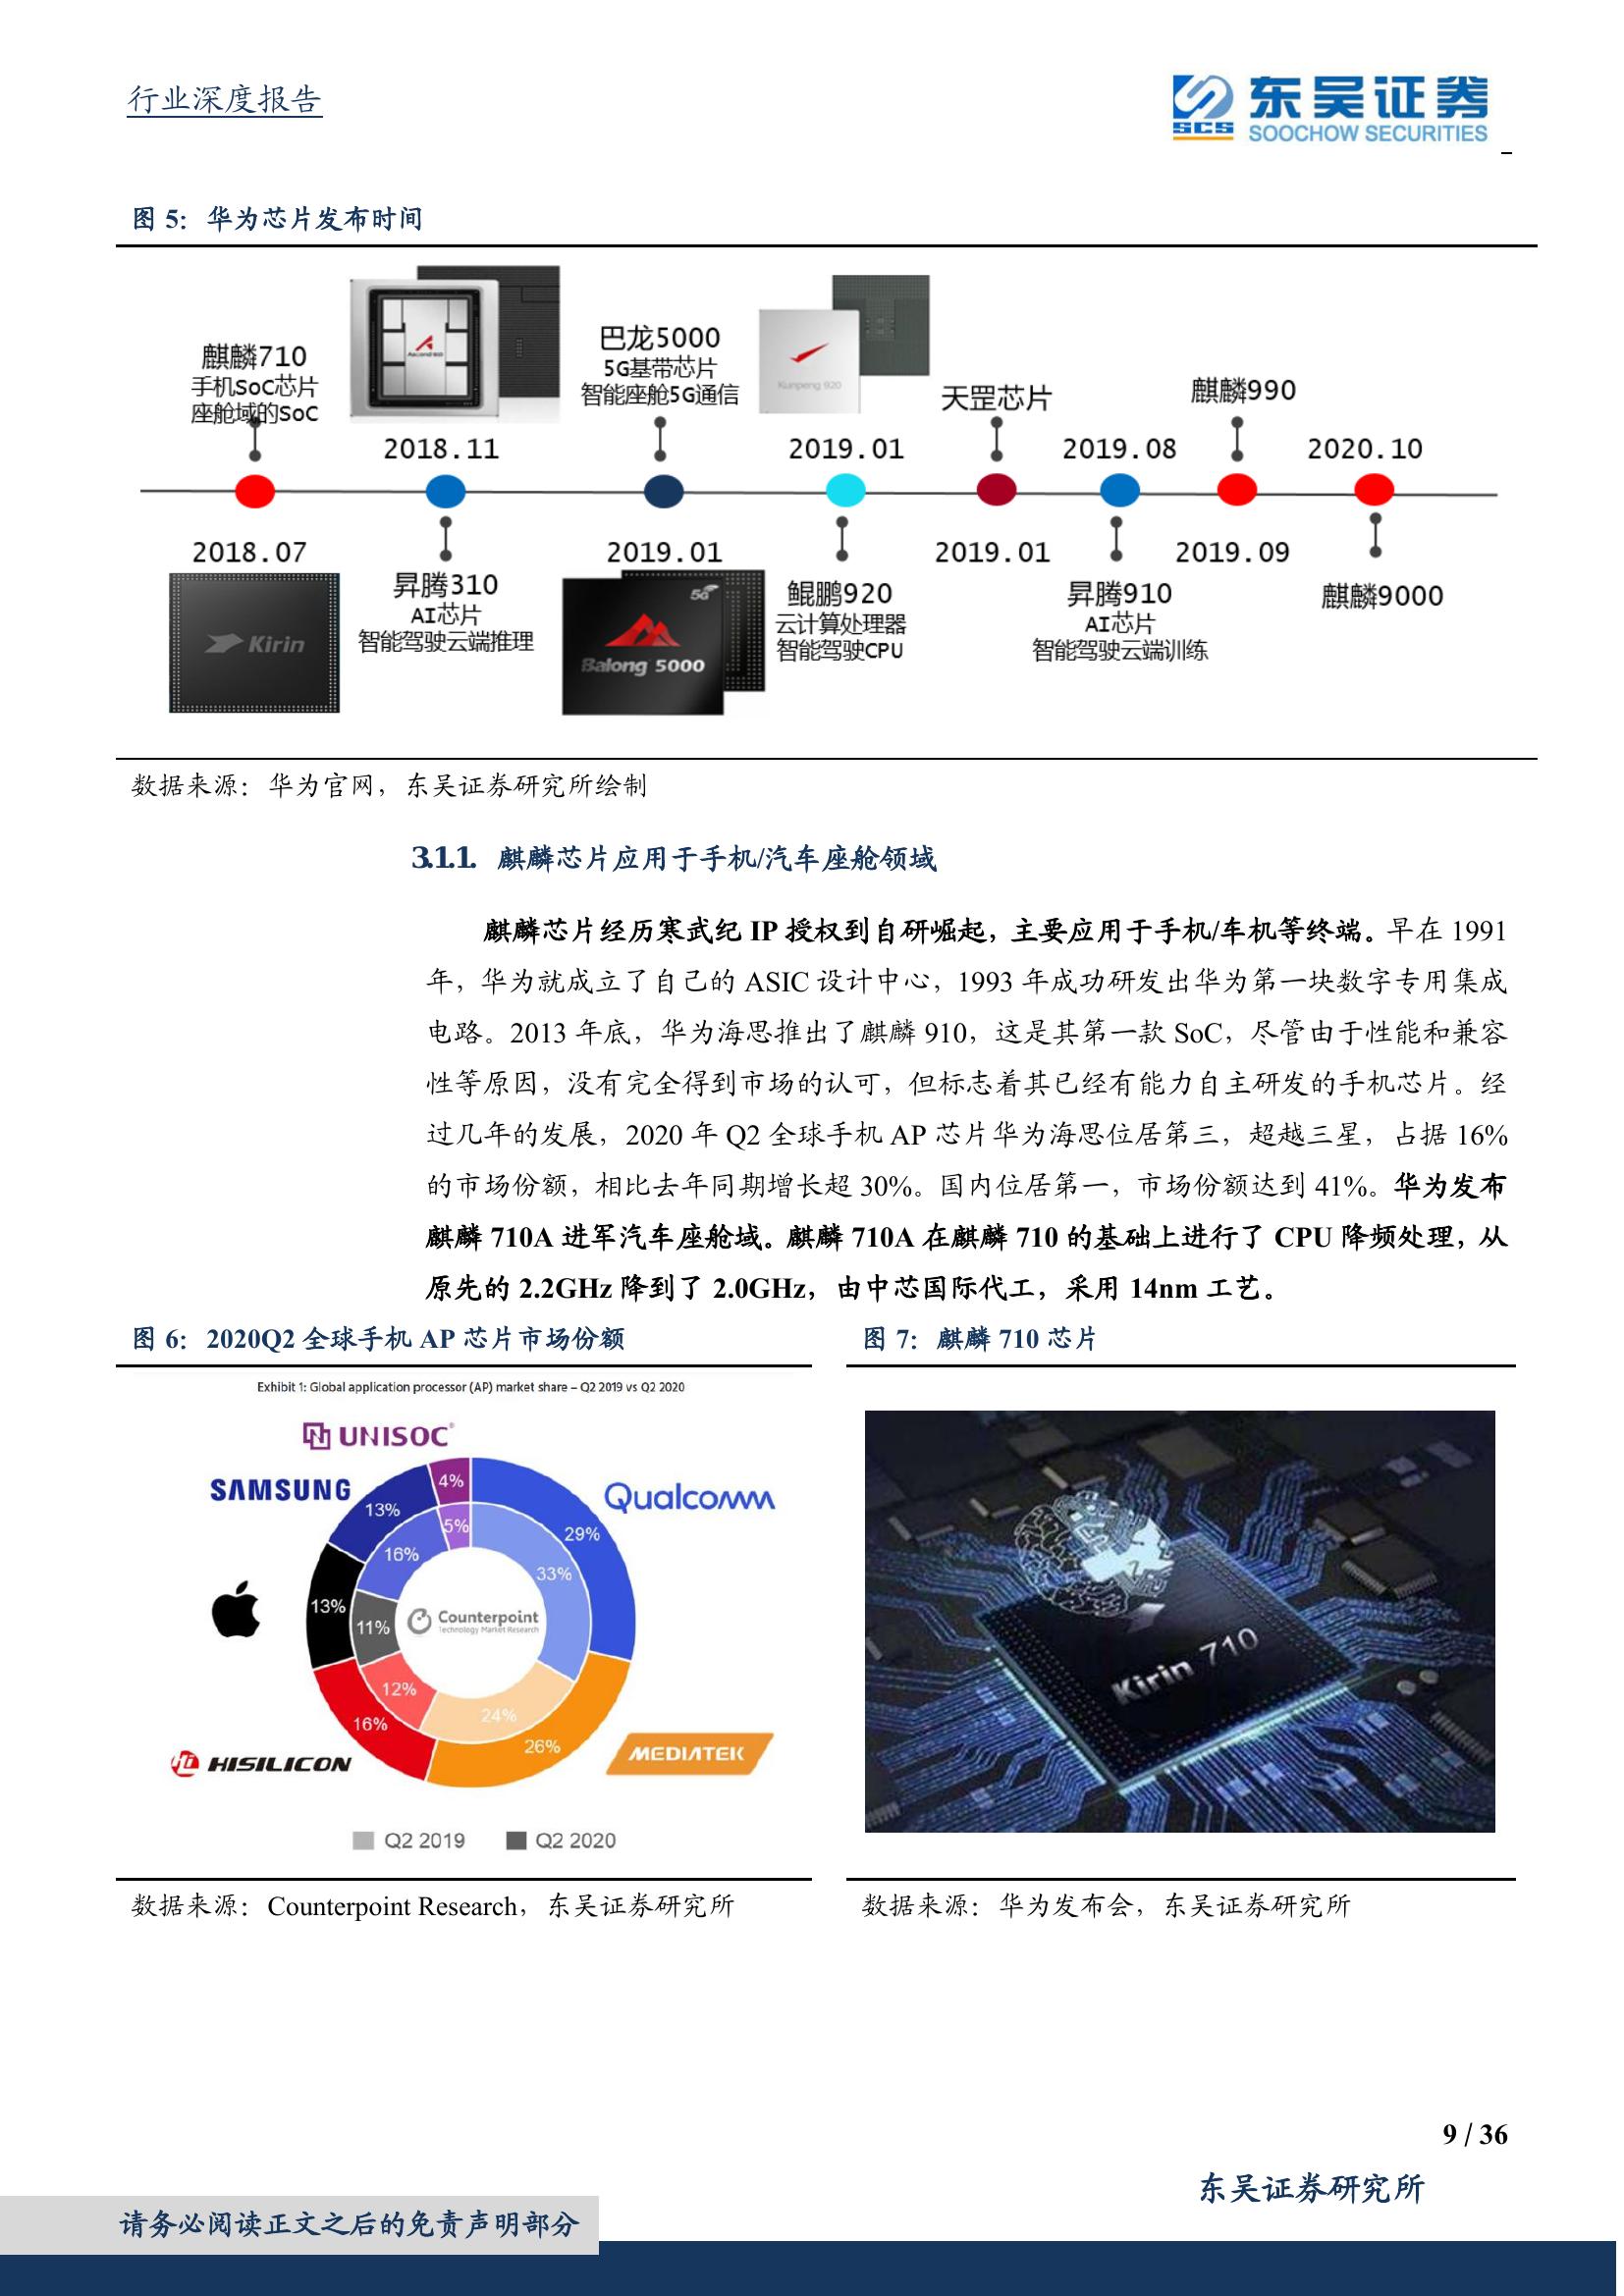 行业深度报告
SCS
东吴证券
SOOCHOW SECURITIES
图 5：华为芯片发布时间
麒麟710
手机SoC芯片
座舱域的SoC
2018.07
Kirin
Ascend 910
2018.11
昇腾310
AI芯片
智能驾驶云端推理
巴龙5000
5G基带芯片
智能座舱5G通信
2019.01
5G
Balong 5000
Kunpeng 920
2019.01
鲲鹏920
云计算处理器
智能驾驶CPU
天罡芯片
2019.01
2019.08
昇腾910
AI芯片
智能驾驶云端训练
麒麟990
2019.09
2020.10
麒麟9000
数据来源：华为官网，东吴证券研究所绘制
3.1.1. 麒麟芯片应用于手机/汽车座舱领域
麒麟芯片经历寒武纪 IP 授权到自研崛起，主要应用于手机/车机等终端。早在 1991
年，华为就成立了自己的 ASIC 设计中心，1993 年成功研发出华为第一块数字专用集成
电路。2013 年底，华为海思推出了麒麟 910，这是其第一款 SoC，尽管由于性能和兼容
性等原因，没有完全得到市场的认可，但标志着其已经有能力自主研发的手机芯片。经
过几年的发展，2020 年 Q2 全球手机 AP 芯片华为海思位居第三，超越三星，占据 16%
的市场份额，相比去年同期增长超 30%。国内位居第一，市场份额达到 41%。华为发布
麒麟 710A 进军汽车座舱域。麒麟 710A 在麒麟 710 的基础上进行了 CPU 降频处理，从
原先的 2.2GHz 降到了 2.0GHz，由中芯国际代工，采用 14nm 工艺。
图 6：2020Q2 全球手机 AP 芯片市场份额
Exhibit 1: Global application processor (AP) market share – Q2 2019 vs Q2 2020
UNISOC®
SAMSUNG
Qualcomm
4%
13%
5%
29%
16%
33%
13%
11%
Counterpoint
Technology Market Research
12%
24%
16%
26%
HISILICON
MEDIATEK
Q2 2019
Q2 2020
数据来源：Counterpoint Research，东吴证券研究所
图 7：麒麟 710 芯片
Kirin 710
数据来源：华为发布会，东吴证券研究所
9 / 36
东吴证券研究所
请务必阅读正文之后的免责声明部分